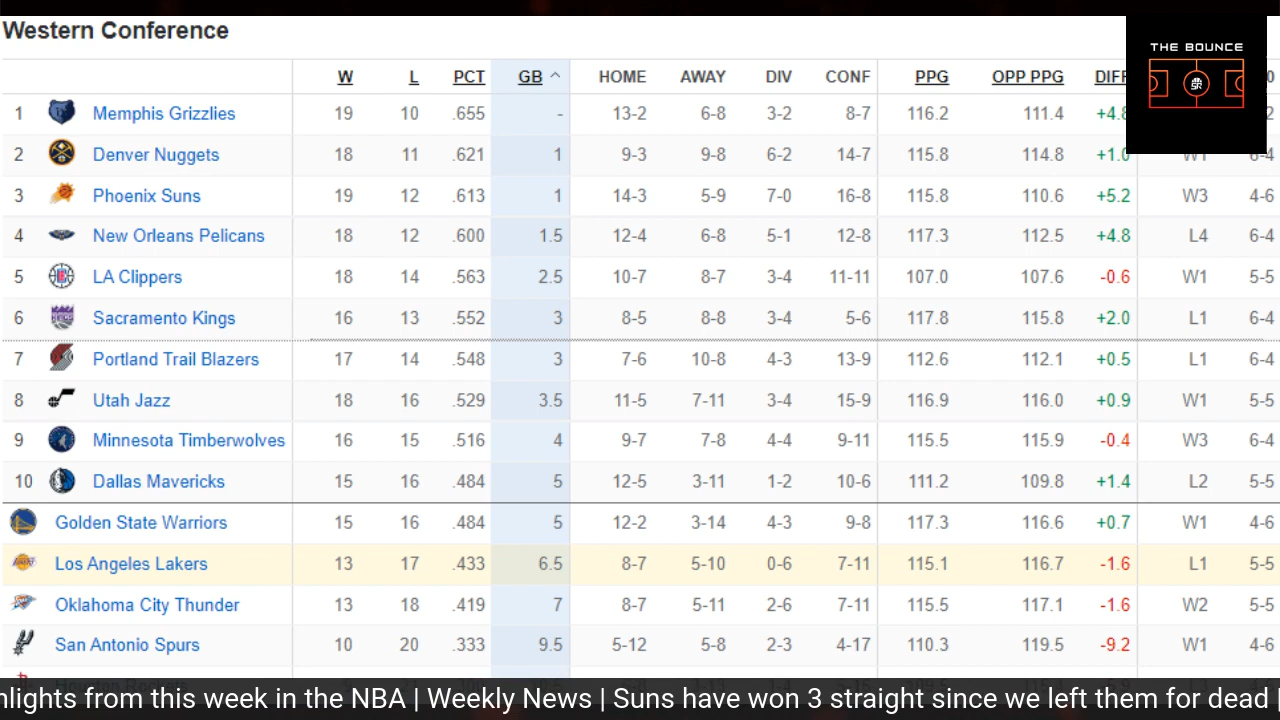 Western Conference
THE BOUNCE
W L PCT GB ^ HOME AWAY DIV CONF PPG OPP PPG DIFF
1 Memphis Grizzlies 19 10 .655 - 13-2 6-8 3-2 8-7 116.2 111.4 +4.8
2 Denver Nuggets 18 11 .621 1 9-3 9-8 6-2 14-7 115.8 114.8 +1.0 W1 6-4
3 Phoenix Suns 19 12 .613 1 14-3 5-9 7-0 16-8 115.8 110.6 +5.2 W3 4-6
4 New Orleans Pelicans 18 12 .600 1.5 12-4 6-8 5-1 12-8 117.3 112.5 +4.8 L4 6-4
5 LA Clippers 18 14 .563 2.5 10-7 8-7 3-4 11-11 107.0 107.6 -0.6 W1 5-5
6 Sacramento Kings 16 13 .552 3 8-5 8-8 3-4 5-6 117.8 115.8 +2.0 L1 6-4
7 Portland Trail Blazers 17 14 .548 3 7-6 10-8 4-3 13-9 112.6 112.1 +0.5 L1 6-4
8 Utah Jazz 18 16 .529 3.5 11-5 7-11 3-4 15-9 116.9 116.0 +0.9 W1 5-5
9 Minnesota Timberwolves 16 15 .516 4 9-7 7-8 4-4 9-11 115.5 115.9 -0.4 W3 6-4
10 Dallas Mavericks 15 16 .484 5 12-5 3-11 1-2 10-6 111.2 109.8 +1.4 L2 5-5
Golden State Warriors 15 16 .484 5 12-2 3-14 4-3 9-8 117.3 116.6 +0.7 W1 4-6
Los Angeles Lakers 13 17 .433 6.5 8-7 5-10 0-6 7-11 115.1 116.7 -1.6 L1 5-5
Oklahoma City Thunder 13 18 .419 7 8-7 5-11 2-6 7-11 115.5 117.1 -1.6 W2 5-5
San Antonio Spurs 10 20 .333 9.5 5-12 5-8 2-3 4-17 110.3 119.5 -9.2 W1 4-6
hlights from this week in the NBA | Weekly News | Suns have won 3 straight since we left them for dead |